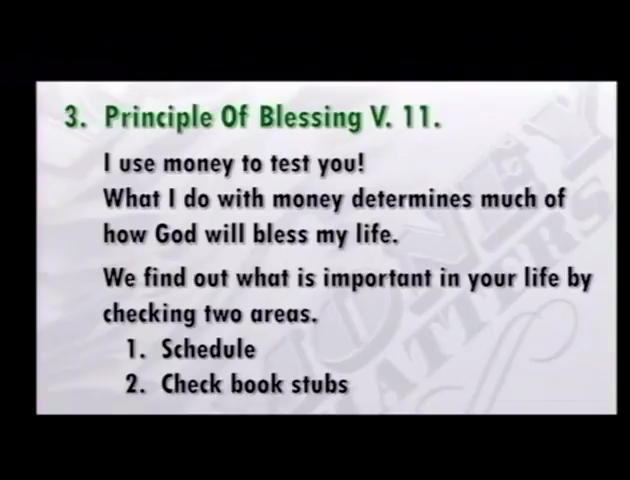 3. Principle Of Blessing V. 11.
I use money to test you!
What I do with money determines much of
how God will bless my life.
We find out what is important in your life by
checking two areas.
1. Schedule
2. Check book stubs
MONEY
MATTERS